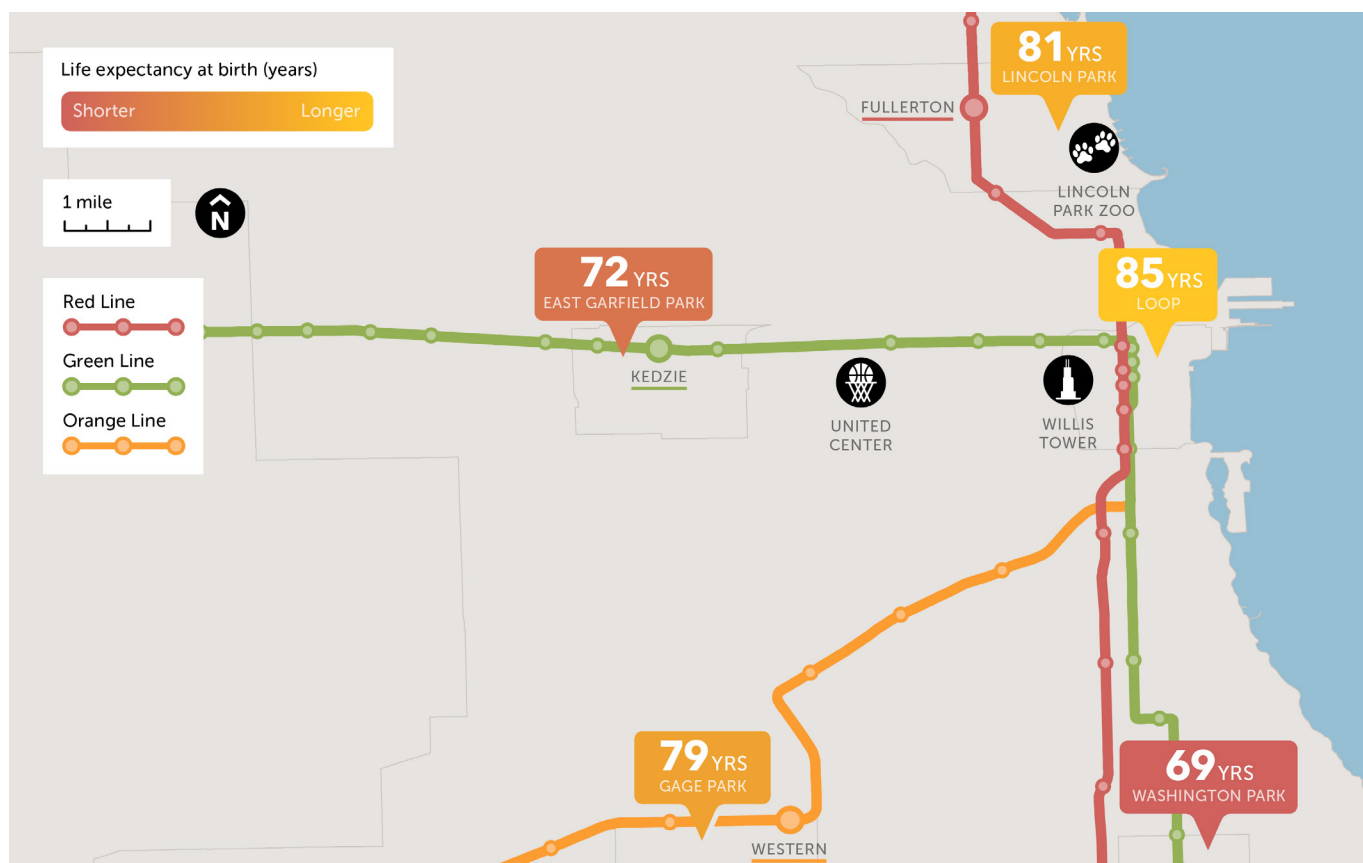 Life expectancy at birth (years)
Shorter Longer
1 mile
N
Red Line
Green Line
Orange Line
81 YRS
LINCOLN PARK
FULLERTON
LINCOLN
PARK ZOO
72 YRS
EAST GARFIELD PARK
85 YRS
LOOP
KEDZIE
UNITED
CENTER
WILLIS
TOWER
79 YRS
GAGE PARK
69 YRS
WASHINGTON PARK
WESTERN